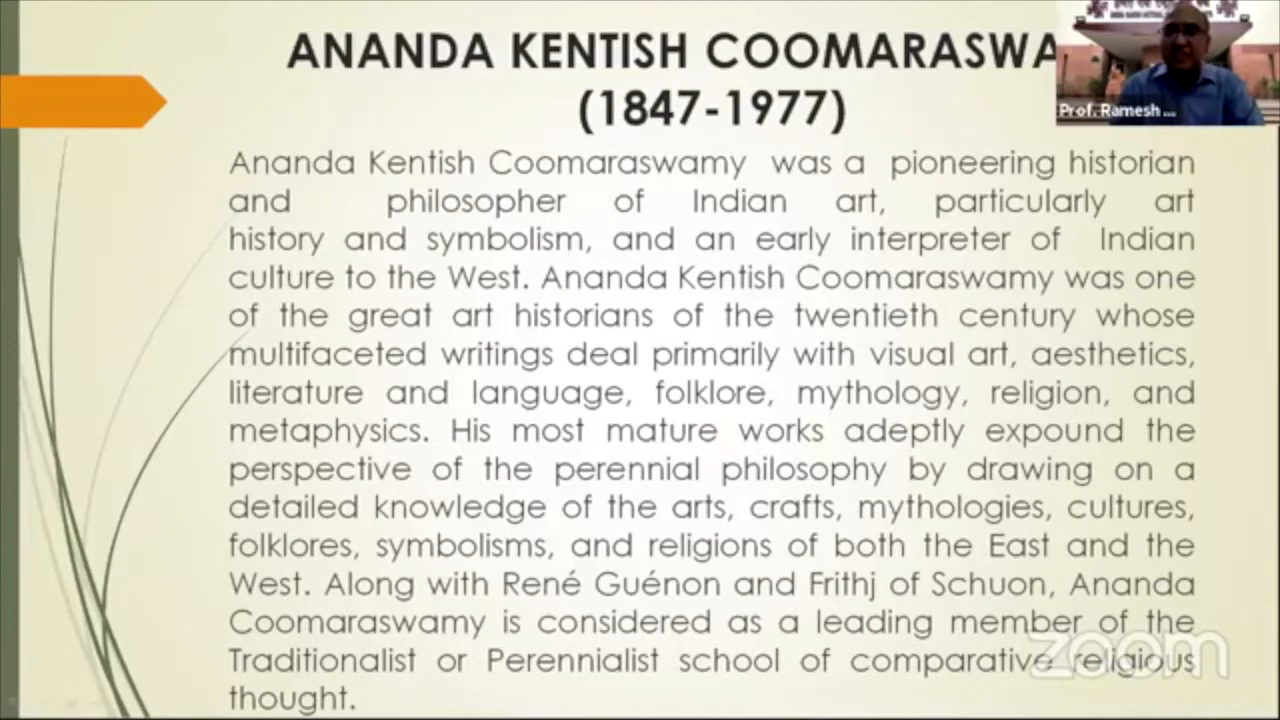 ANANDA KENTISH COOMARASWA
(1847-1977)
Prof. Ramesh ...
Ananda Kentish Coomaraswamy was a pioneering historian
and philosopher of Indian art, particularly art
history and symbolism, and an early interpreter of Indian
culture to the West. Ananda Kentish Coomaraswamy was one
of the great art historians of the twentieth century whose
multifaceted writings deal primarily with visual art, aesthetics,
literature and language, folklore, mythology, religion, and
metaphysics. His most mature works adeptly expound the
perspective of the perennial philosophy by drawing on a
detailed knowledge of the arts, crafts, mythologies, cultures,
folklores, symbolisms, and religions of both the East and the
West. Along with René Guénon and Frithj of Schuon, Ananda
Coomaraswamy is considered as a leading member of the
Traditionalist or Perennialist school of comparative religious
thought.
zoom